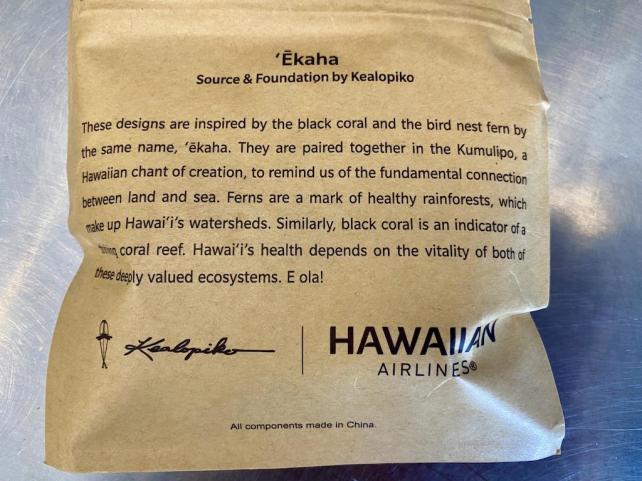 ʻĒkaha
Source & Foundation by Kealopiko
These designs are inspired by the black coral and the bird nest fern by
the same name, ʻēkaha. They are paired together in the Kumulipo, a
Hawaiian chant of creation, to remind us of the fundamental connection
between land and sea. Ferns are a mark of healthy rainforests, which
make up Hawaiʻi's watersheds. Similarly, black coral is an indicator of a
coral reef. Hawaiʻi's health depends on the vitality of both of
these deeply valued ecosystems. E ola!
Kealopiko
HAWAIIAN
AIRLINES®
All components made in China.